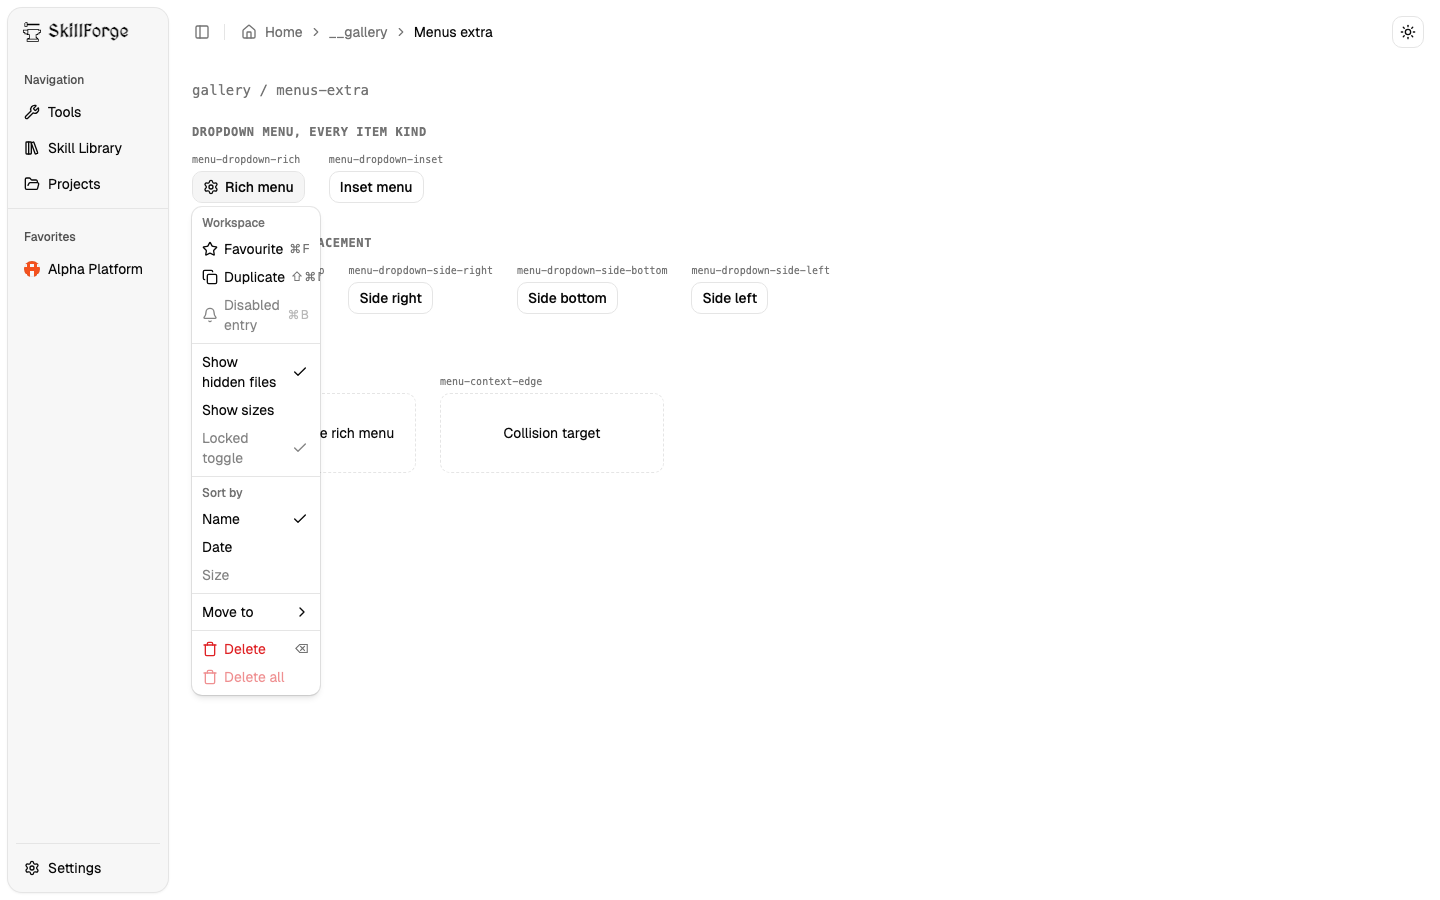 SkillForge
Home
__gallery
Menus extra
Navigation
Tools
Skill Library
Projects
Favorites
Alpha Platform
Settings
gallery / menus-extra
DROPDOWN MENU, EVERY ITEM KIND
menu-dropdown-rich
menu-dropdown-inset
Rich menu
Inset menu
Workspace
Favourite ⌘F
Duplicate ⇧⌘
Disabled
entry ⌘B
Show
hidden files
Show sizes
Locked
toggle
Sort by
Name
Date
Size
Move to
Delete ⌫
Delete all
menu-dropdown-side-right
menu-dropdown-side-bottom
menu-dropdown-side-left
Side right
Side bottom
Side left
menu-context-edge
rich menu
Collision target